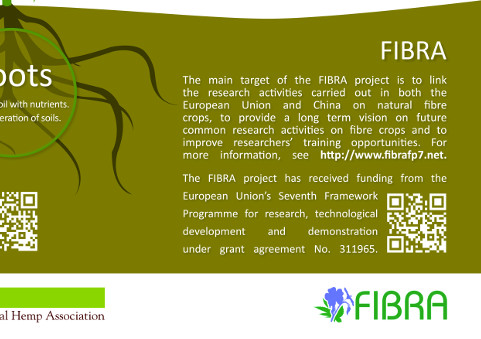 FIBRA
oots
oil with nutrients.
eration of soils.
The main target of the FIBRA project is to link
the research activities carried out in both the
European Union and China on natural fibre
crops, to provide a long term vision on future
common research activities on fibre crops and to
improve researchers' training opportunities. For
more information, see http://www.fibrafp7.net.
The FIBRA project has received funding from the
European Union's Seventh Framework
Programme for research, technological
development and demonstration
under grant agreement No. 311965.
al Hemp Association
FIBRA